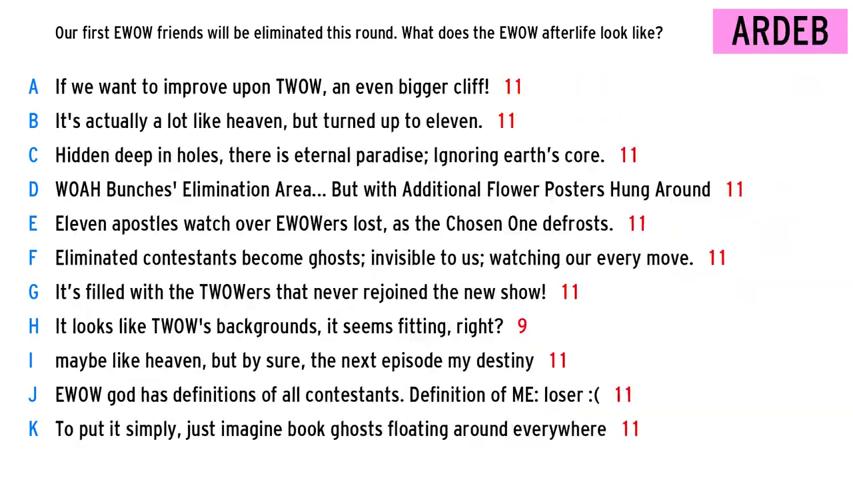 Our first EWOW friends will be eliminated this round. What does the EWOW afterlife look like?
ARDEB
A If we want to improve upon TWOW, an even bigger cliff! 11
B It's actually a lot like heaven, but turned up to eleven. 11
C Hidden deep in holes, there is eternal paradise; Ignoring earth's core. 11
D WOAH Bunches' Elimination Area... But with Additional Flower Posters Hung Around 11
E Eleven apostles watch over EWOWers lost, as the Chosen One defrosts. 11
F Eliminated contestants become ghosts; invisible to us; watching our every move. 11
G It's filled with the TWOWers that never rejoined the new show! 11
H It looks like TWOW's backgrounds, it seems fitting, right? 9
I maybe like heaven, but by sure, the next episode my destiny 11
J EWOW god has definitions of all contestants. Definition of ME: loser :( 11
K To put it simply, just imagine book ghosts floating around everywhere 11